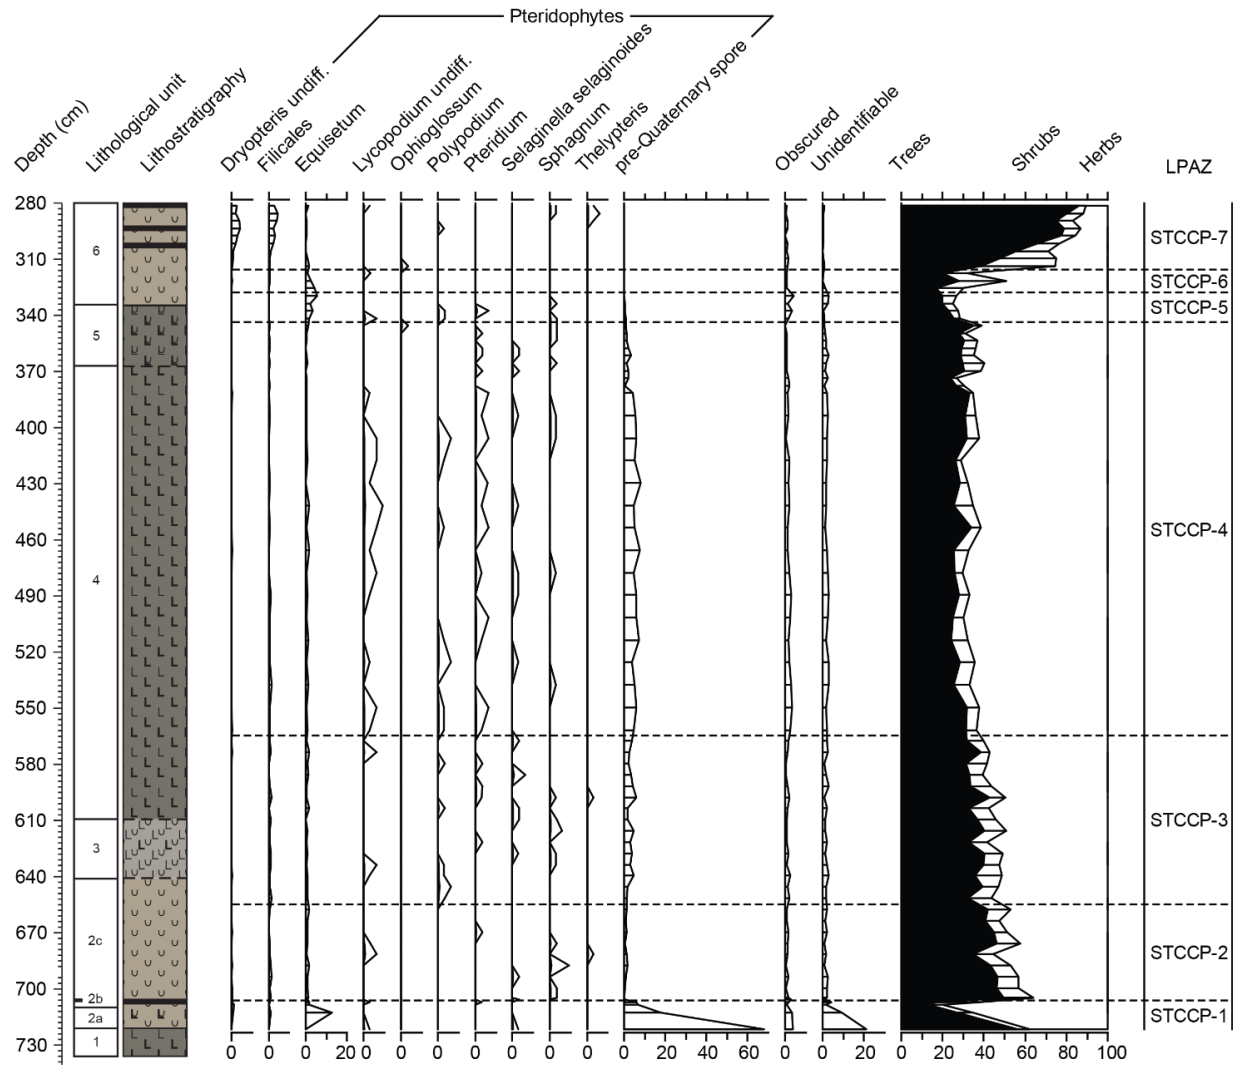 Pteridophytes
Depth (cm)
Lithological unit
Lithostratigraphy
Dryopteris undiff.
Filicales
Equisetum
Lycopodium undiff.
Ophioglossum
Polypodium
Pteridium
Selaginella selaginoides
Sphagnum
Thelypteris
pre-Quaternary spore
Obscured
Unidentifiable
Trees
Shrubs
Herbs
LPAZ
280
310
340
370
400
430
460
490
520
550
580
610
640
670
700
730
6
5
4
3
2c
2b
2a
1
STCCP-7
STCCP-6
STCCP-5
STCCP-4
STCCP-3
STCCP-2
STCCP-1
0 0 0 20 0 0 0 0 0 0 0 0 20 40 60 0 0 20 0 20 40 60 80 100